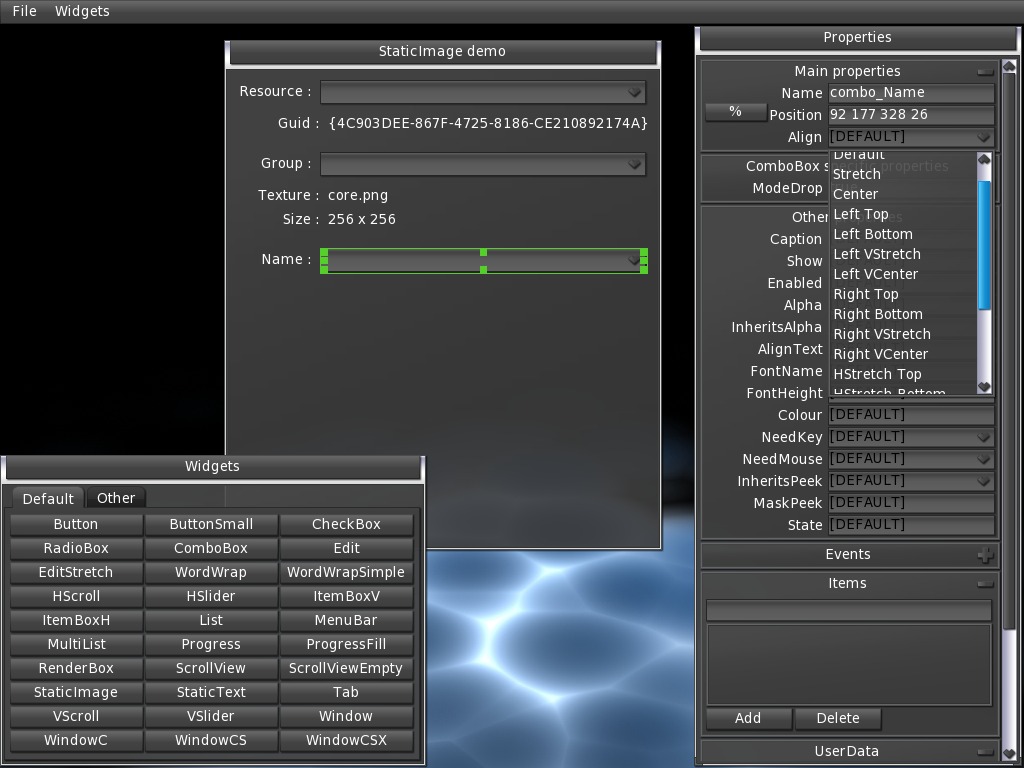 File Widgets
StaticImage demo
Resource :
Guid : {4C903DEE-867F-4725-8186-CE210892174A}
Group :
Texture : core.png
Size : 256 x 256
Name :
Widgets
Default Other
Button ButtonSmall CheckBox
RadioBox ComboBox Edit
EditStretch WordWrap WordWrapSimple
HScroll HSlider ItemBoxV
ItemBoxH List MenuBar
MultiList Progress ProgressFill
RenderBox ScrollView ScrollViewEmpty
StaticImage StaticText Tab
VScroll VSlider Window
WindowC WindowCS WindowCSX
Properties
Main properties
Name combo_Name
% Position 92 177 328 26
Align [DEFAULT]
Default
Stretch
Center
Left Top
Left Bottom
Left VStretch
Left VCenter
Right Top
Right Bottom
Right VStretch
Right VCenter
HStretch Top
HStretch Bottom
ComboBox specific properties
ModeDrop
Other
Caption
Show
Enabled
Alpha
InheritsAlpha
AlignText
FontName
FontHeight
Colour [DEFAULT]
NeedKey [DEFAULT]
NeedMouse [DEFAULT]
InheritsPeek [DEFAULT]
MaskPeek [DEFAULT]
State [DEFAULT]
Events
Items
Add Delete
UserData